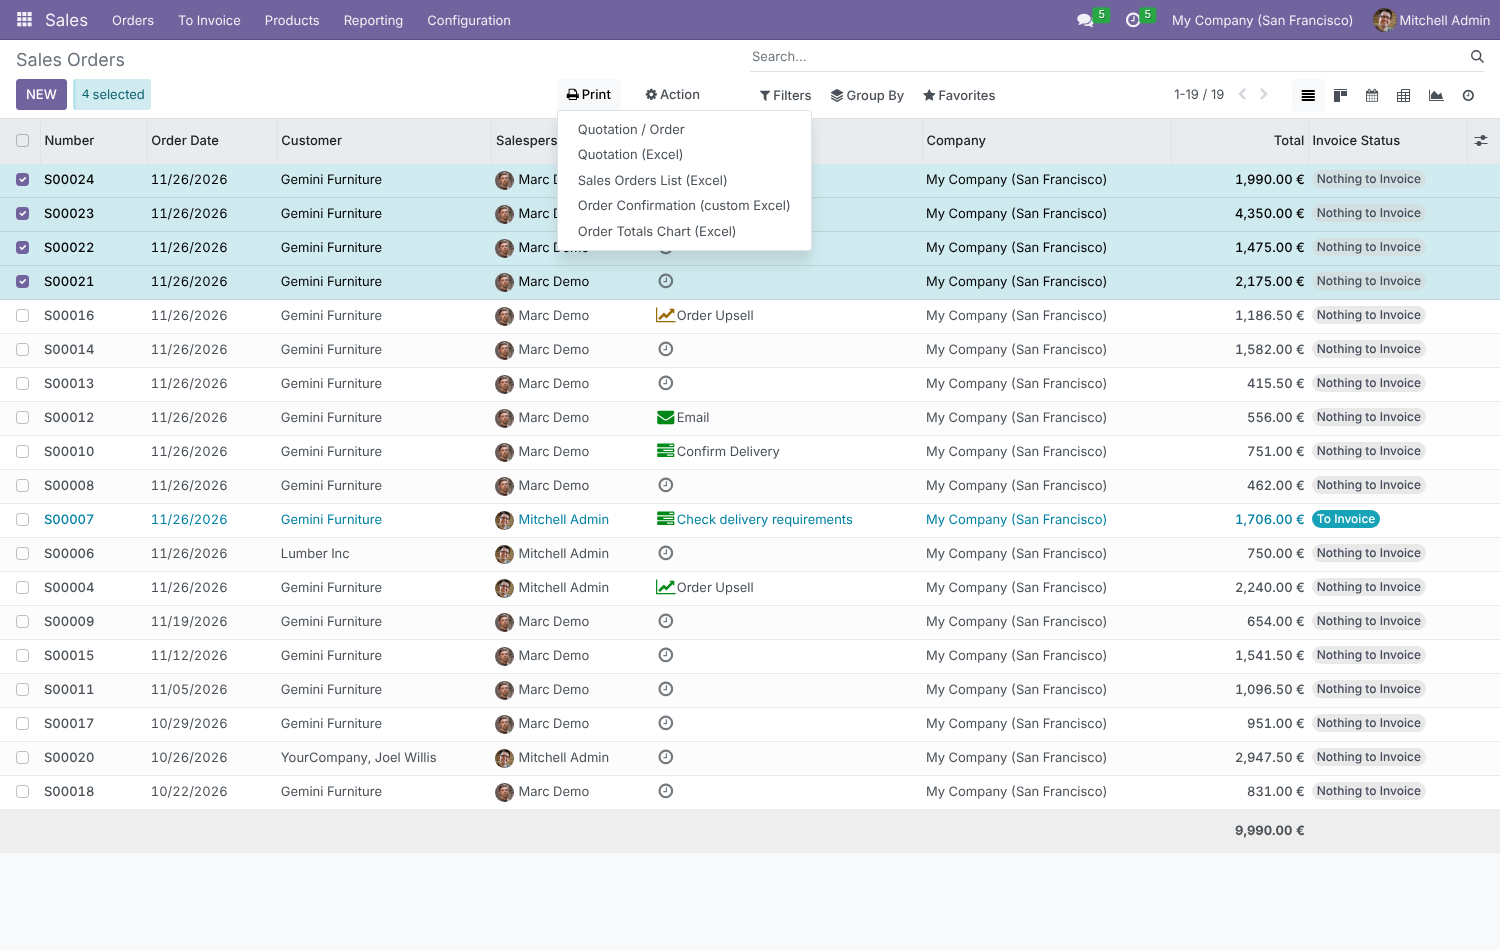 Sales Orders To Invoice Products Reporting Configuration 5 5 My Company (San Francisco) Mitchell Admin
Sales Orders
Search...
NEW 4 selected Print Action Filters Group By Favorites 1-19 / 19
Quotation / Order
Quotation (Excel)
Sales Orders List (Excel)
Order Confirmation (custom Excel)
Order Totals Chart (Excel)
Number Order Date Customer Salespers Company Total Invoice Status
S00024 11/26/2026 Gemini Furniture Marc My Company (San Francisco) 1,990.00 € Nothing to Invoice
S00023 11/26/2026 Gemini Furniture Marc My Company (San Francisco) 4,350.00 € Nothing to Invoice
S00022 11/26/2026 Gemini Furniture Marc Demo My Company (San Francisco) 1,475.00 € Nothing to Invoice
S00021 11/26/2026 Gemini Furniture Marc Demo My Company (San Francisco) 2,175.00 € Nothing to Invoice
S00016 11/26/2026 Gemini Furniture Marc Demo Order Upsell My Company (San Francisco) 1,186.50 € Nothing to Invoice
S00014 11/26/2026 Gemini Furniture Marc Demo My Company (San Francisco) 1,582.00 € Nothing to Invoice
S00013 11/26/2026 Gemini Furniture Marc Demo My Company (San Francisco) 415.50 € Nothing to Invoice
S00012 11/26/2026 Gemini Furniture Marc Demo Email My Company (San Francisco) 556.00 € Nothing to Invoice
S00010 11/26/2026 Gemini Furniture Marc Demo Confirm Delivery My Company (San Francisco) 751.00 € Nothing to Invoice
S00008 11/26/2026 Gemini Furniture Marc Demo My Company (San Francisco) 462.00 € Nothing to Invoice
S00007 11/26/2026 Gemini Furniture Mitchell Admin Check delivery requirements My Company (San Francisco) 1,706.00 € To Invoice
S00006 11/26/2026 Lumber Inc Mitchell Admin My Company (San Francisco) 750.00 € Nothing to Invoice
S00004 11/26/2026 Gemini Furniture Mitchell Admin Order Upsell My Company (San Francisco) 2,240.00 € Nothing to Invoice
S00009 11/19/2026 Gemini Furniture Marc Demo My Company (San Francisco) 654.00 € Nothing to Invoice
S00015 11/12/2026 Gemini Furniture Marc Demo My Company (San Francisco) 1,541.50 € Nothing to Invoice
S00011 11/05/2026 Gemini Furniture Marc Demo My Company (San Francisco) 1,096.50 € Nothing to Invoice
S00017 10/29/2026 Gemini Furniture Marc Demo My Company (San Francisco) 951.00 € Nothing to Invoice
S00020 10/26/2026 YourCompany, Joel Willis Mitchell Admin My Company (San Francisco) 2,947.50 € Nothing to Invoice
S00018 10/22/2026 Gemini Furniture Marc Demo My Company (San Francisco) 831.00 € Nothing to Invoice
9,990.00 €